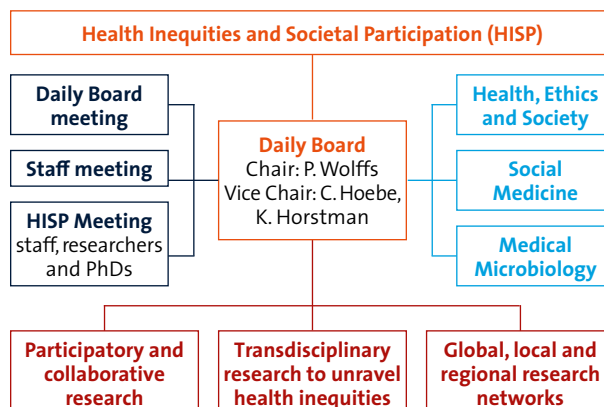 Health Inequities and Societal Participation (HISP)
Daily Board
meeting
Staff meeting
HISP Meeting
staff, researchers
and PhDs
Daily Board
Chair: P. Wolffs
Vice Chair: C. Hoebe,
K. Horstman
Health, Ethics
and Society
Social
Medicine
Medical
Microbiology
Participatory and
collaborative
research
Transdisciplinary
research to unravel
health inequities
Global, local and
regional research
networks